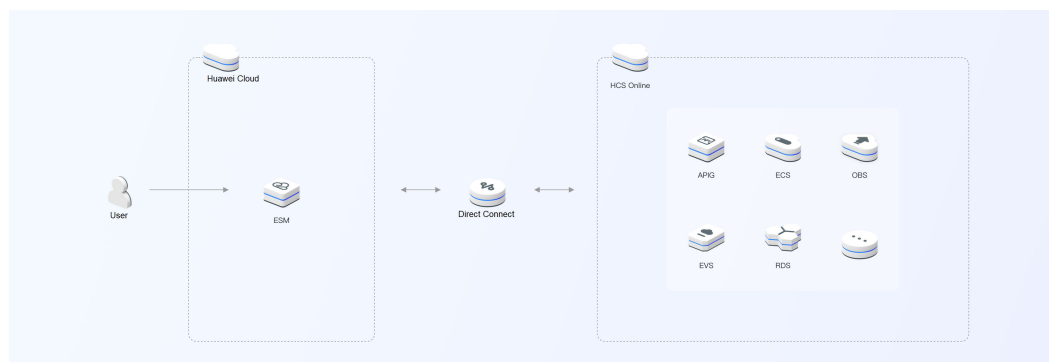 Huawei Cloud
HCS Online
APIG
ECS
OBS
User
ESM
Direct Connect
EVS
RDS